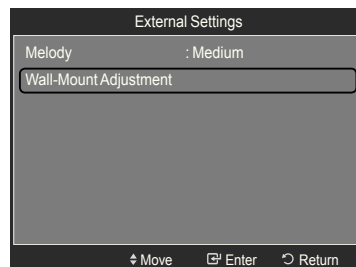 External Settings
Melody : Medium
Wall-Mount Adjustment
Move Enter Return